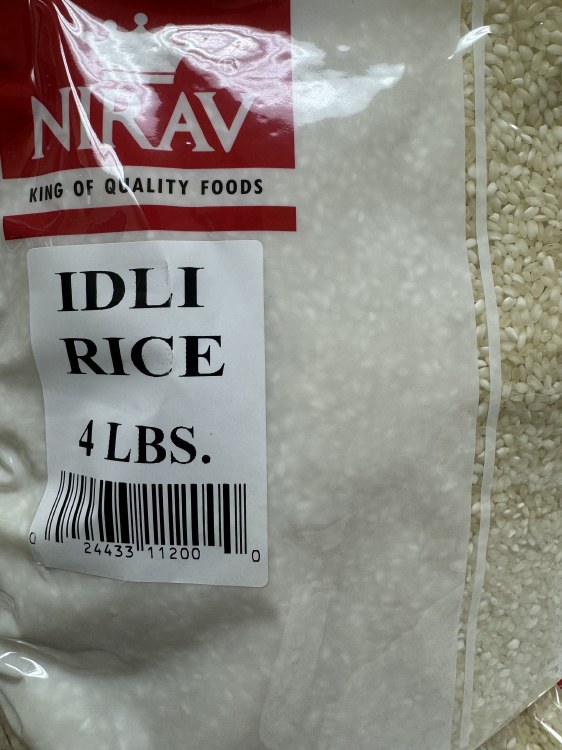 NIRAV
KING OF QUALITY FOODS
IDLI
RICE
4 LBS.
0 24433 11200 0